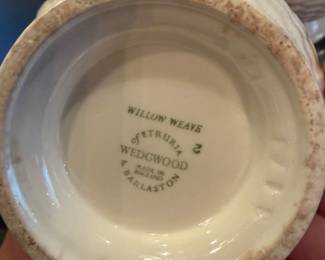 WILLOW WEAVE
2
of ETRURIA
WEDGWOOD
MADE IN
ENGLAND
& BARLASTON